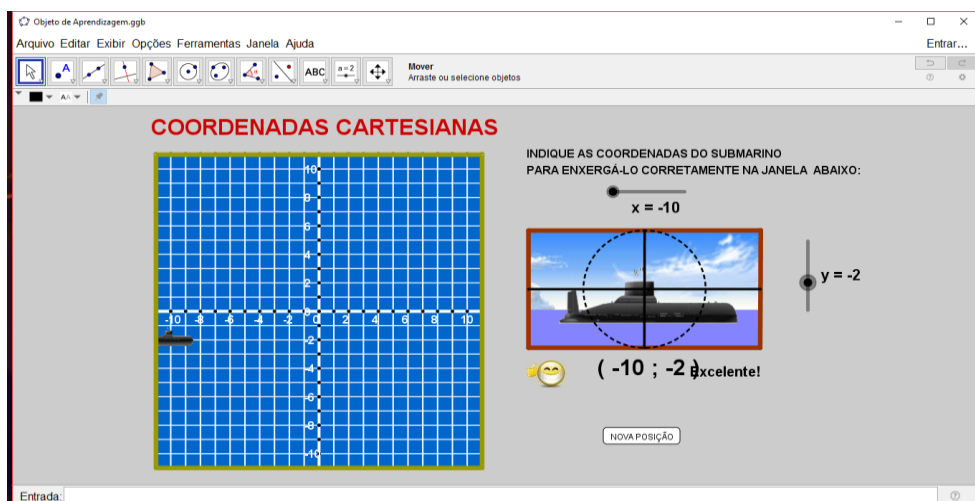 Objeto de Aprendizagem.ggb
Arquivo Editar Exibir Opções Ferramentas Janela Ajuda
Entrar...
A
α
ABC
a=2
Mover
Arraste ou selecione objetos
AA
COORDENADAS CARTESIANAS
INDIQUE AS COORDENADAS DO SUBMARINO
PARA ENXERGÁ-LO CORRETAMENTE NA JANELA ABAIXO:
x = -10
y = -2
10
8
6
4
2
-10 -8 -6 -4 -2 0 2 4 6 8 10
-2
-4
-6
-8
-10
( -10 ; -2 ) Excelente!
NOVA POSIÇÃO
Entrada: